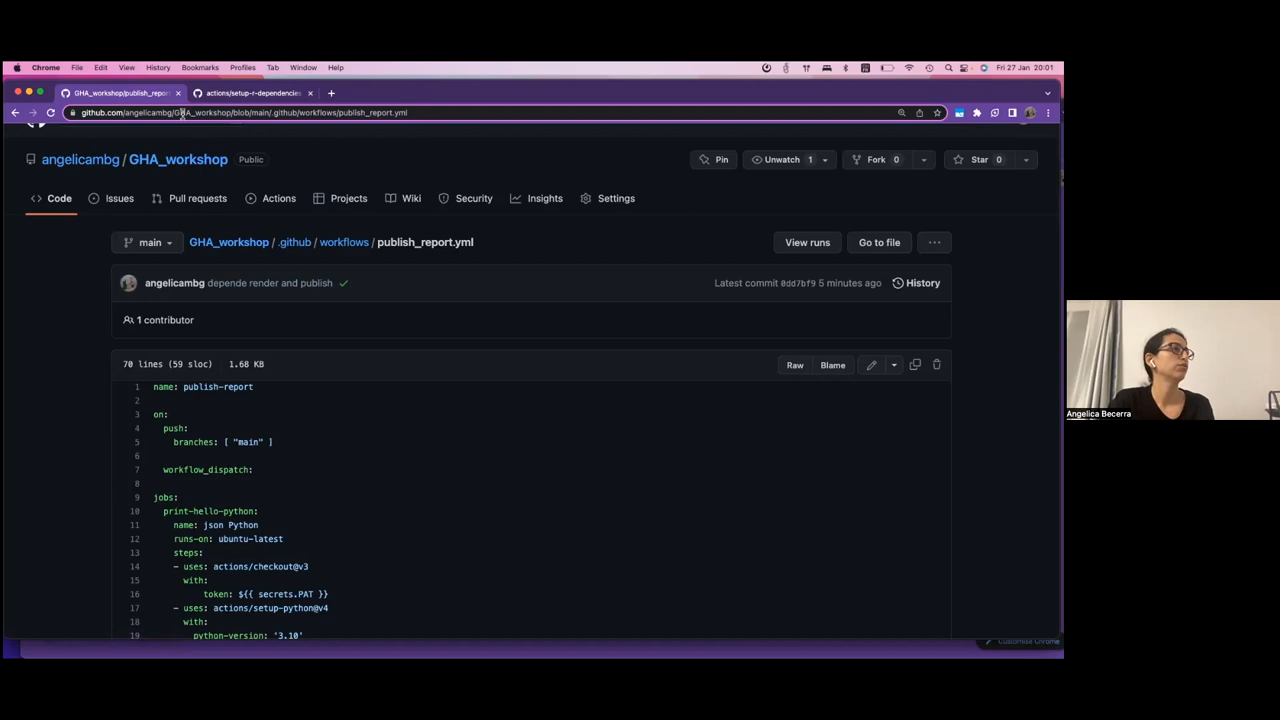 Chrome File Edit View History Bookmarks Profiles Tab Window Help Fri 27 Jan 20:01
GHA_workshop/publish_repor actions/setup-r-dependencies
github.com/angelicambg/GHA_workshop/blob/main/.github/workflows/publish_report.yml
angelicambg / GHA_workshop Public Pin Unwatch 1 Fork 0 Star 0
Code Issues Pull requests Actions Projects Wiki Security Insights Settings
main GHA_workshop / .github / workflows / publish_report.yml View runs Go to file ...
angelicambg depende render and publish Latest commit 0dd7bf9 5 minutes ago History
1 contributor
70 lines (59 sloc) 1.68 KB Raw Blame
1 name: publish-report
2
3 on:
4 push:
5 branches: [ "main" ]
6
7 workflow_dispatch:
8
9 jobs:
10 print-hello-python:
11 name: json Python
12 runs-on: ubuntu-latest
13 steps:
14 - uses: actions/checkout@v3
15 with:
16 token: ${{ secrets.PAT }}
17 - uses: actions/setup-python@v4
18 with:
19 python-version: '3.10'
Customise Chrome
Angelica Becerra